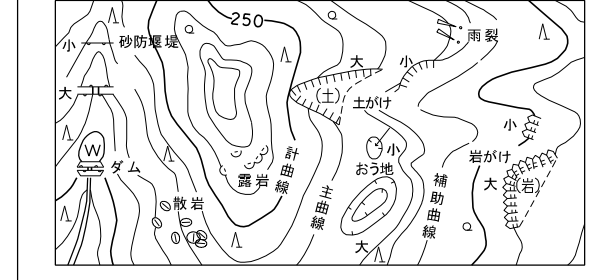 250
雨裂
小
砂防堰堤
大
小
(土)
土がけ
大
小
小
岩がけ
W
ダム
おう地
大
(岩)
計曲線
露岩
主曲線
補助曲線
散岩
大